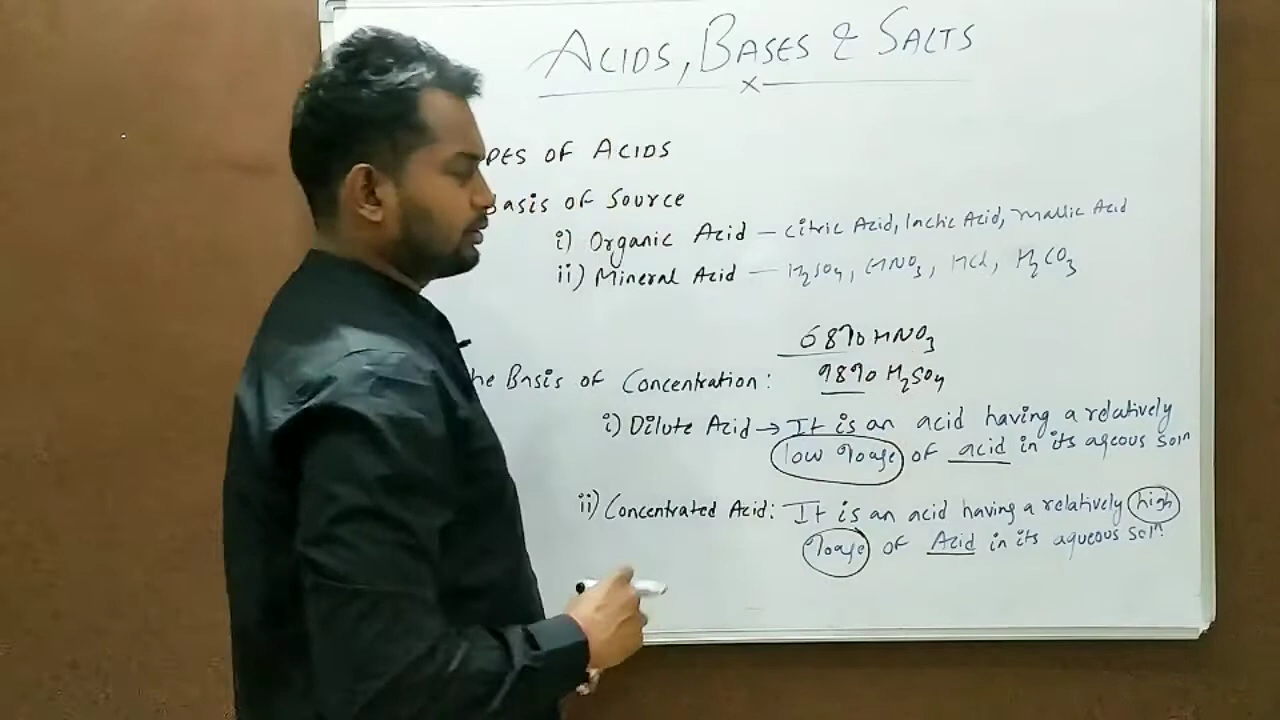 ACIDS, BASES & SALTS
PES OF ACIDS
Basis of Source
i) Organic Acid — Citric Acid, lactic Acid, Mallic Acid
ii) Mineral Acid — H₂SO₄, HNO₃, HCl, H₂CO₃
68% HNO₃
he Basis of Concentration: 98% H₂SO₄
i) Dilute Acid → It is an acid having a relatively
low %age of acid in its aqeous solⁿ
ii) Concentrated Acid: It is an acid having a relatively high
%age of Acid in its aqueous solⁿ.